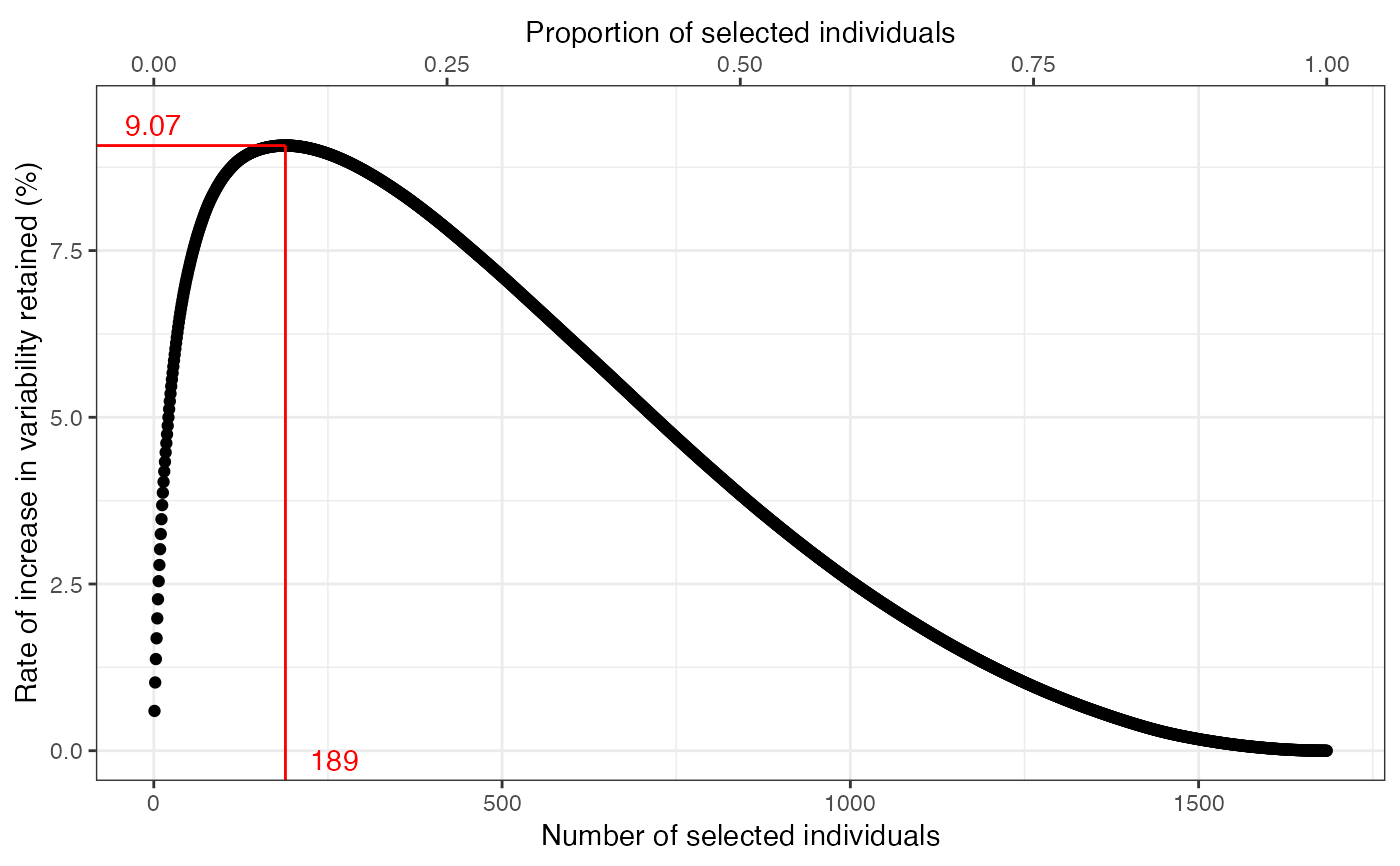 Proportion of selected individuals
0.00 0.25 0.50 0.75 1.00
9.07
Rate of increase in variability retained (%)
7.5
5.0
2.5
0.0
189
0 500 1000 1500
Number of selected individuals